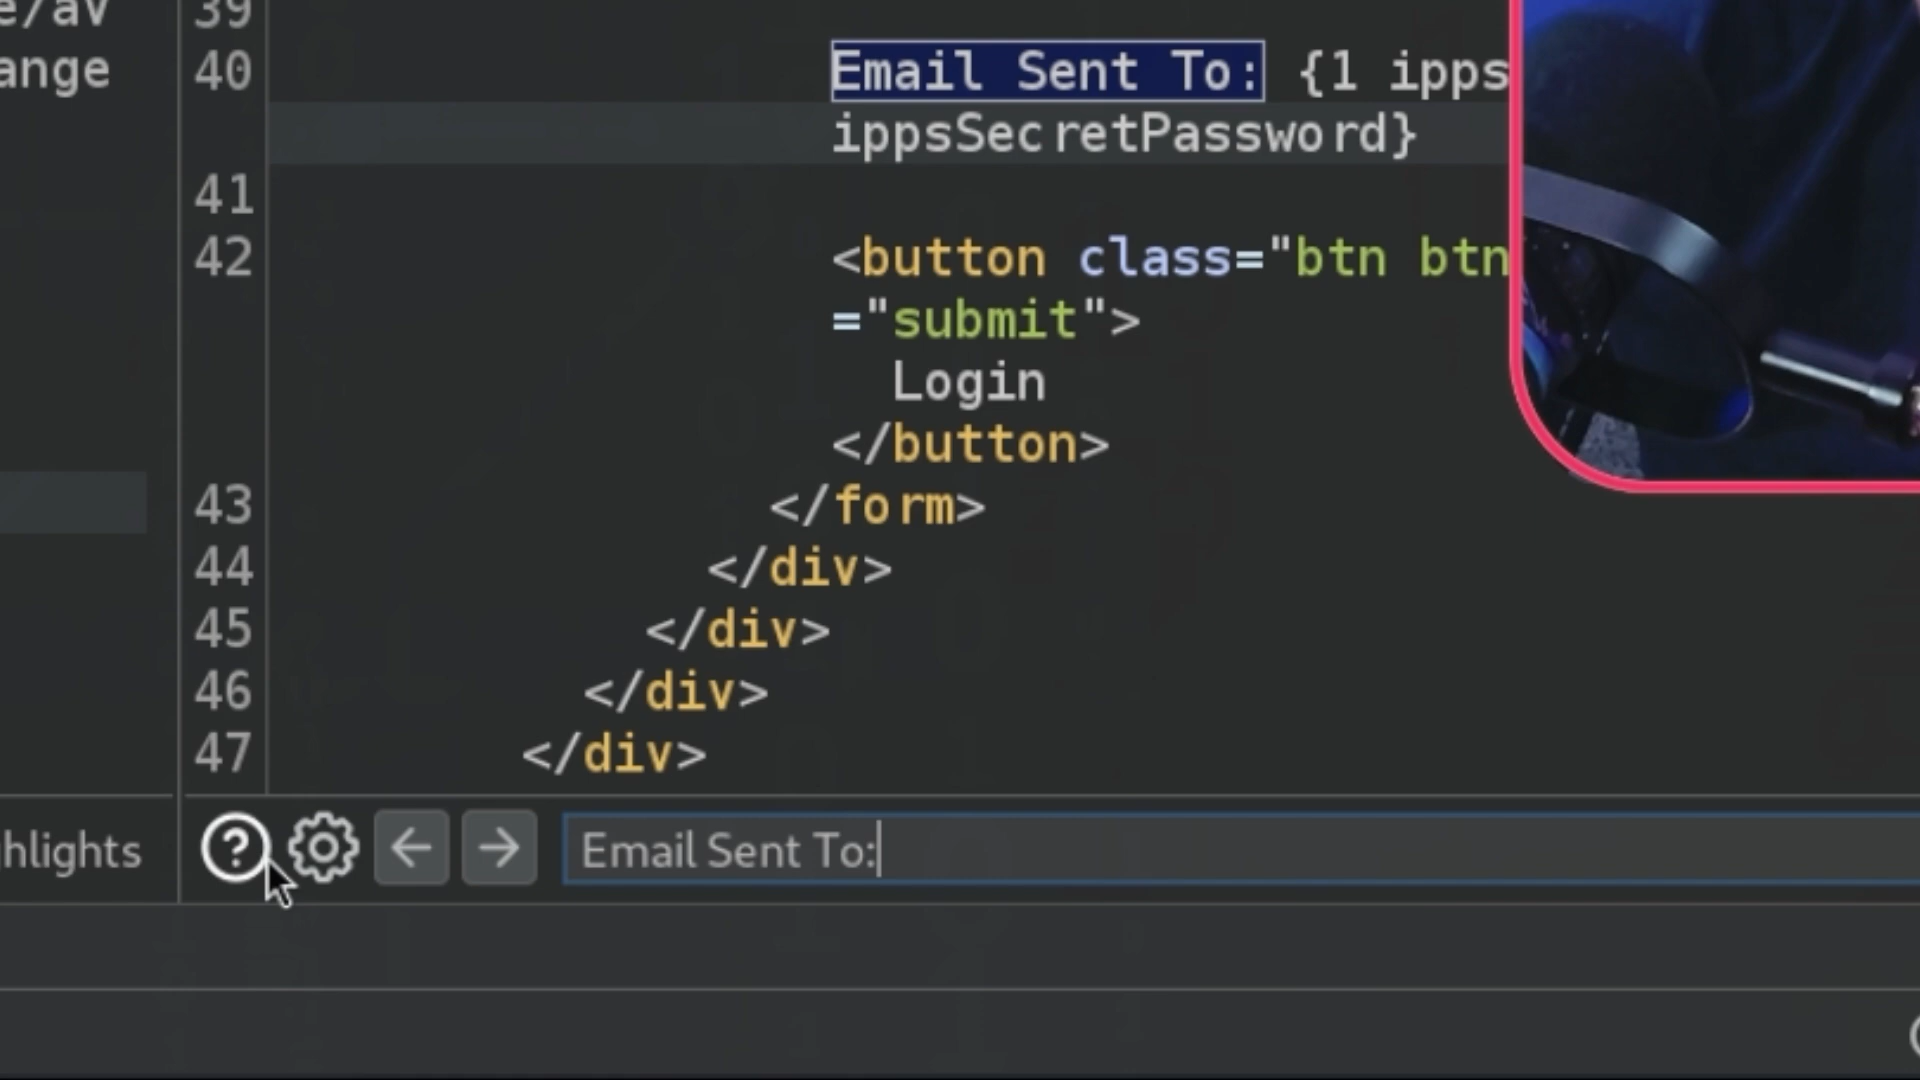 e/av
ange
39
40 Email Sent To: {1 ipps
ippsSecretPassword}
41
42 <button class="btn btn
="submit">
Login
</button>
43 </form>
44 </div>
45 </div>
46 </div>
47 </div>
hlights
Email Sent To: